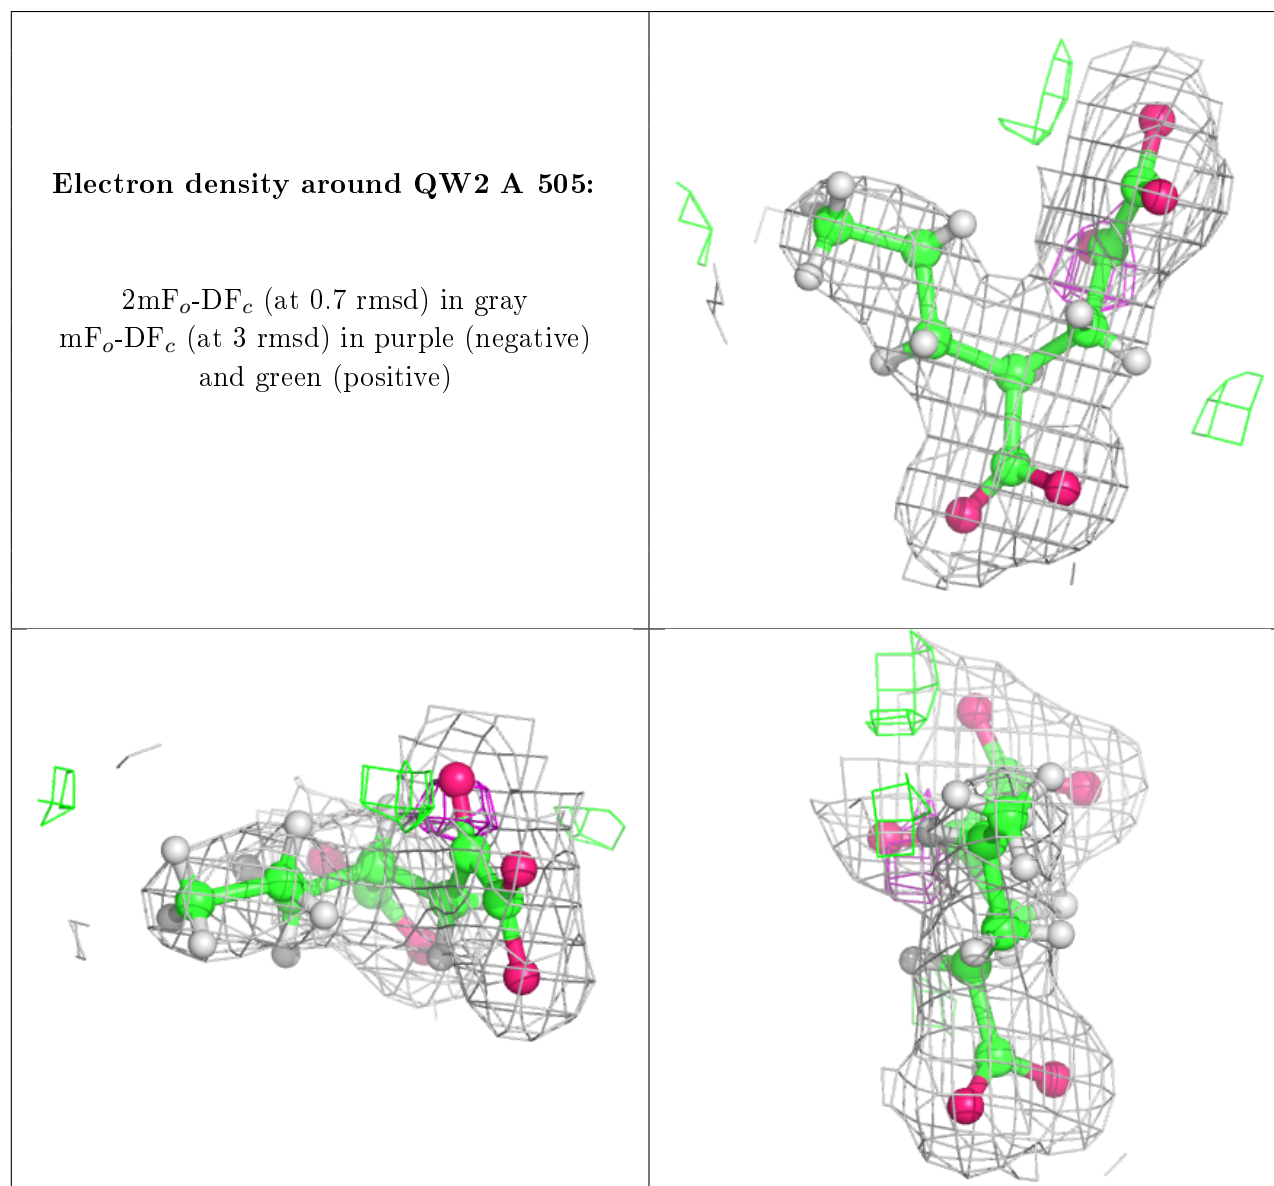 Electron density around QW2 A 505:
2mFo-DFc (at 0.7 rmsd) in gray
mFo-DFc (at 3 rmsd) in purple (negative)
and green (positive)